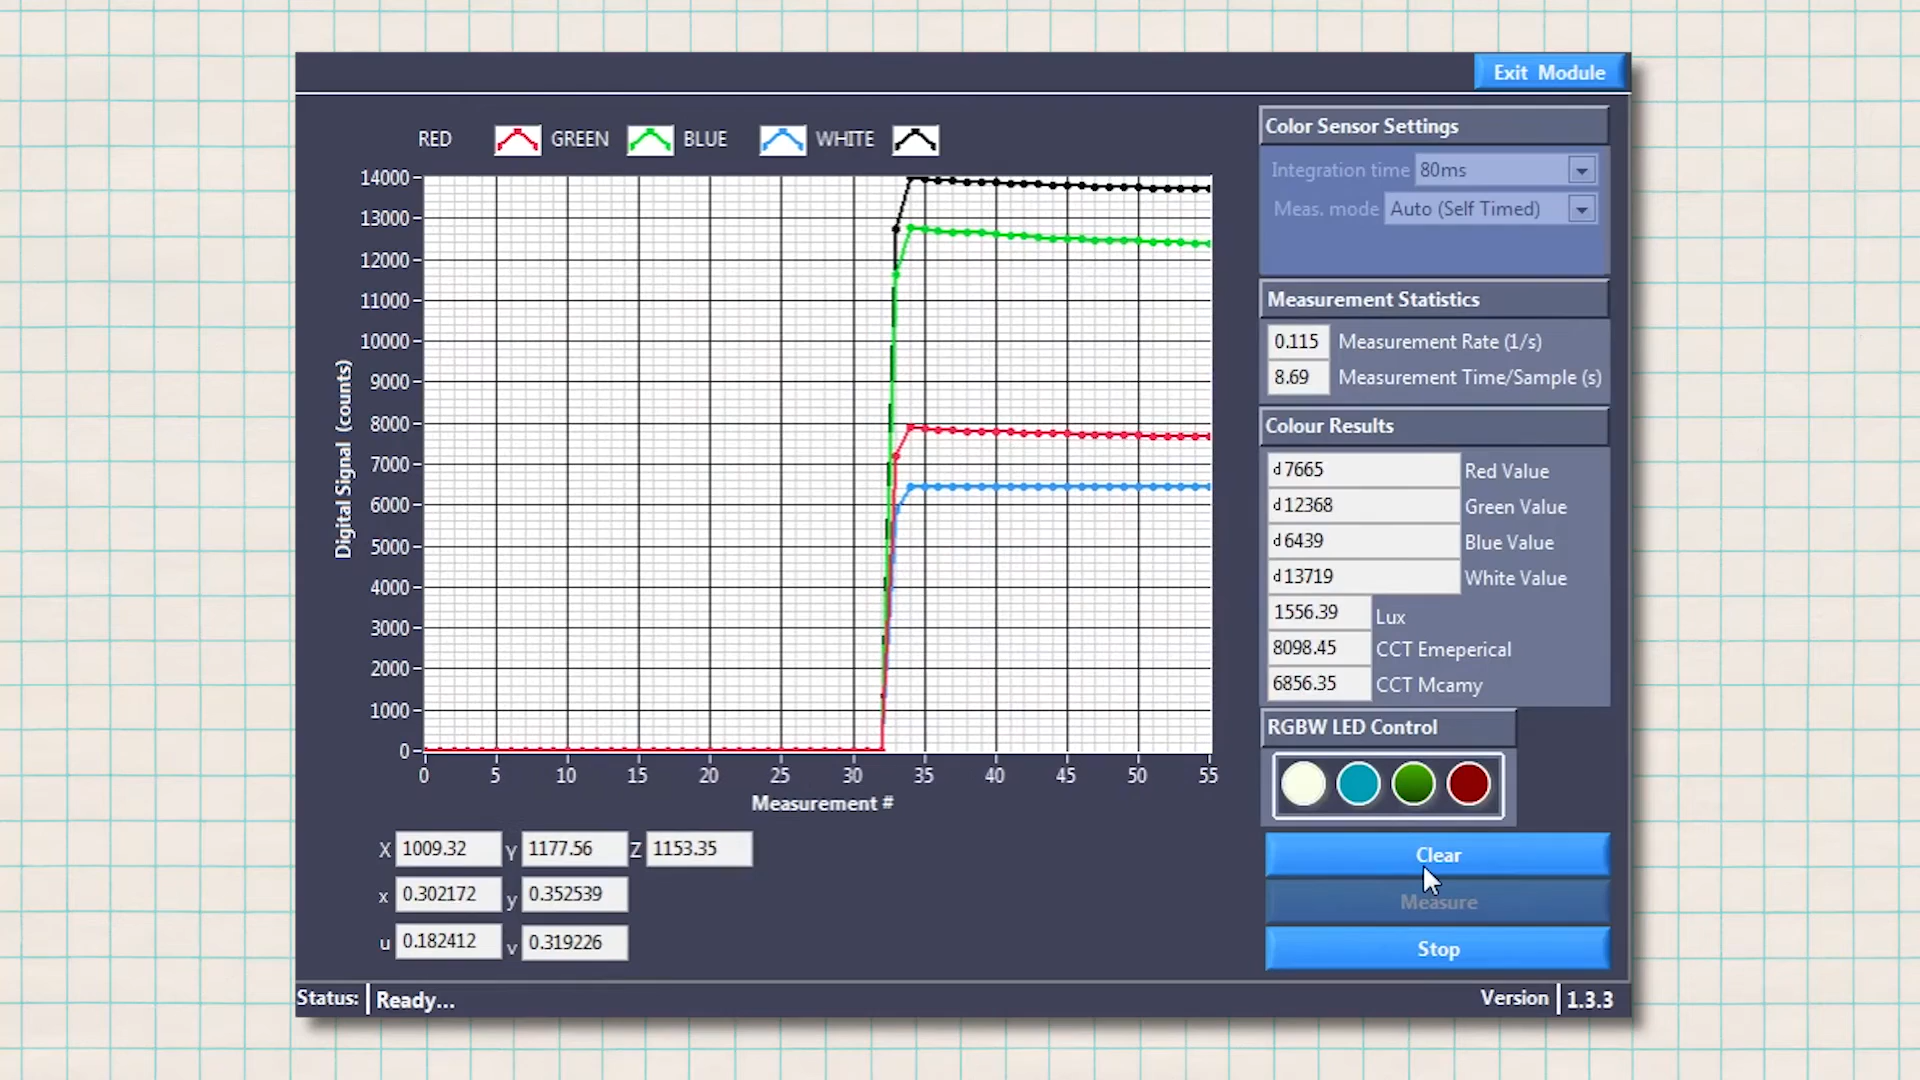 Exit Module
RED GREEN BLUE WHITE
14000
13000
12000
11000
10000
9000
8000
7000
6000
5000
4000
3000
2000
1000
0
Digital Signal (counts)
0 5 10 15 20 25 30 35 40 45 50 55
Measurement #
X 1009.32 Y 1177.56 Z 1153.35
x 0.302172 y 0.352539
u 0.182412 v 0.319226
Color Sensor Settings
Integration time 80ms
Meas. mode Auto (Self Timed)
Measurement Statistics
0.115 Measurement Rate (1/s)
8.69 Measurement Time/Sample (s)
Colour Results
d 7665 Red Value
d 12368 Green Value
d 6439 Blue Value
d 13719 White Value
1556.39 Lux
8098.45 CCT Emeperical
6856.35 CCT Mcamy
RGBW LED Control
Clear
Measure
Stop
Status: Ready...
Version 1.3.3